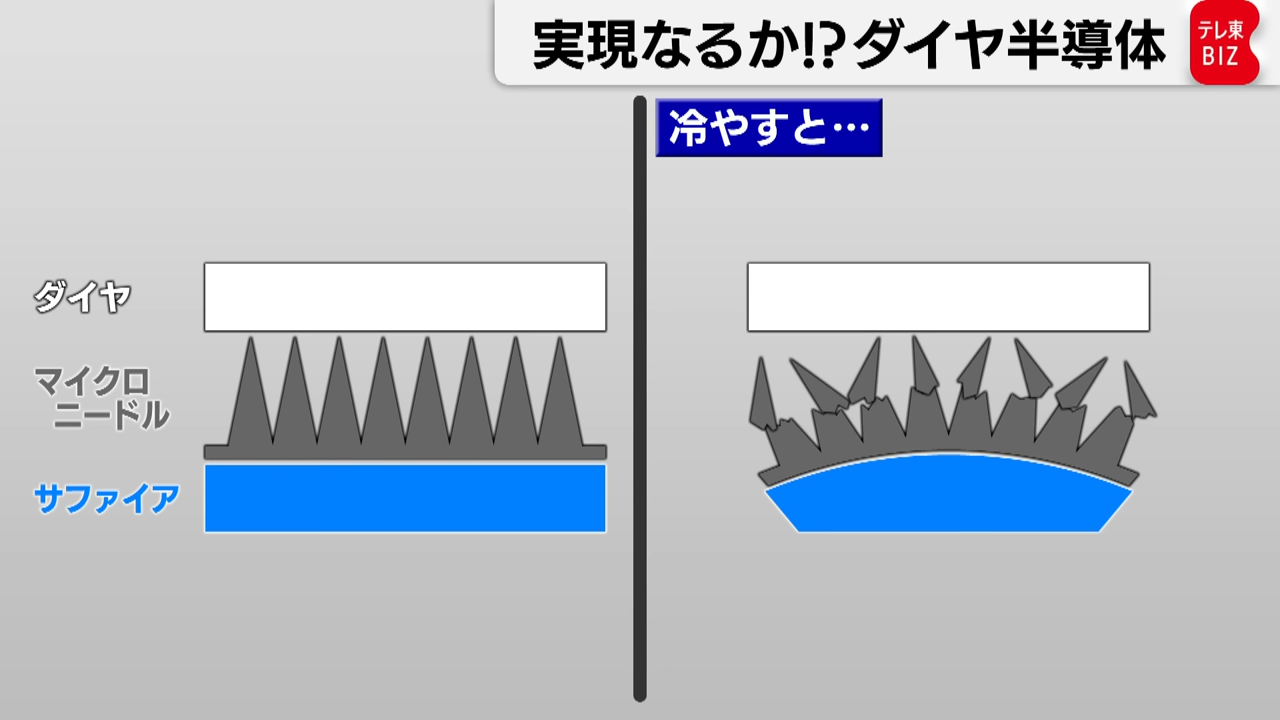 実現なるか!?ダイヤ半導体
テレ東
BIZ
冷やすと…
ダイヤ
マイクロ
ニードル
サファイア